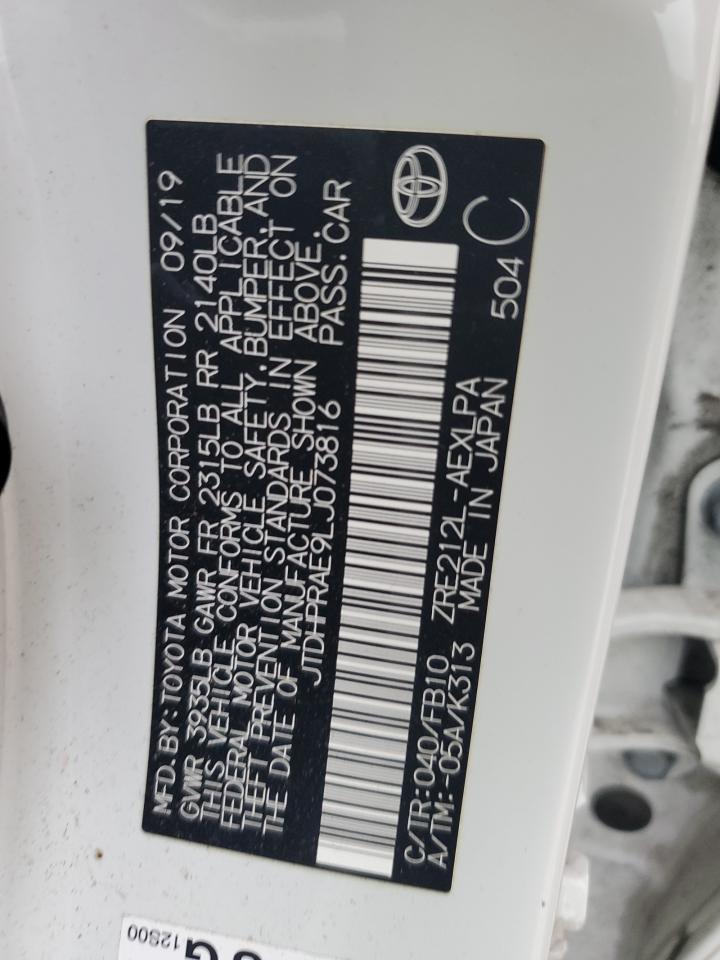 MFD. BY: TOYOTA MOTOR CORPORATION 09/19
GVWR 3935LB GAWR FR 2315LB RR 2140LB
THIS VEHICLE CONFORMS TO ALL APPLICABLE
FEDERAL MOTOR VEHICLE SAFETY, BUMPER, AND
THEFT PREVENTION STANDARDS IN EFFECT ON
THE DATE OF MANUFACTURE SHOWN ABOVE.
JTDHPRAE9LJ073816 PASS. CAR
C/TR: 040/FB10 ZRE212L-AEXLPA
A/TM: -05A/K313 MADE IN JAPAN 504 C
12S00
G